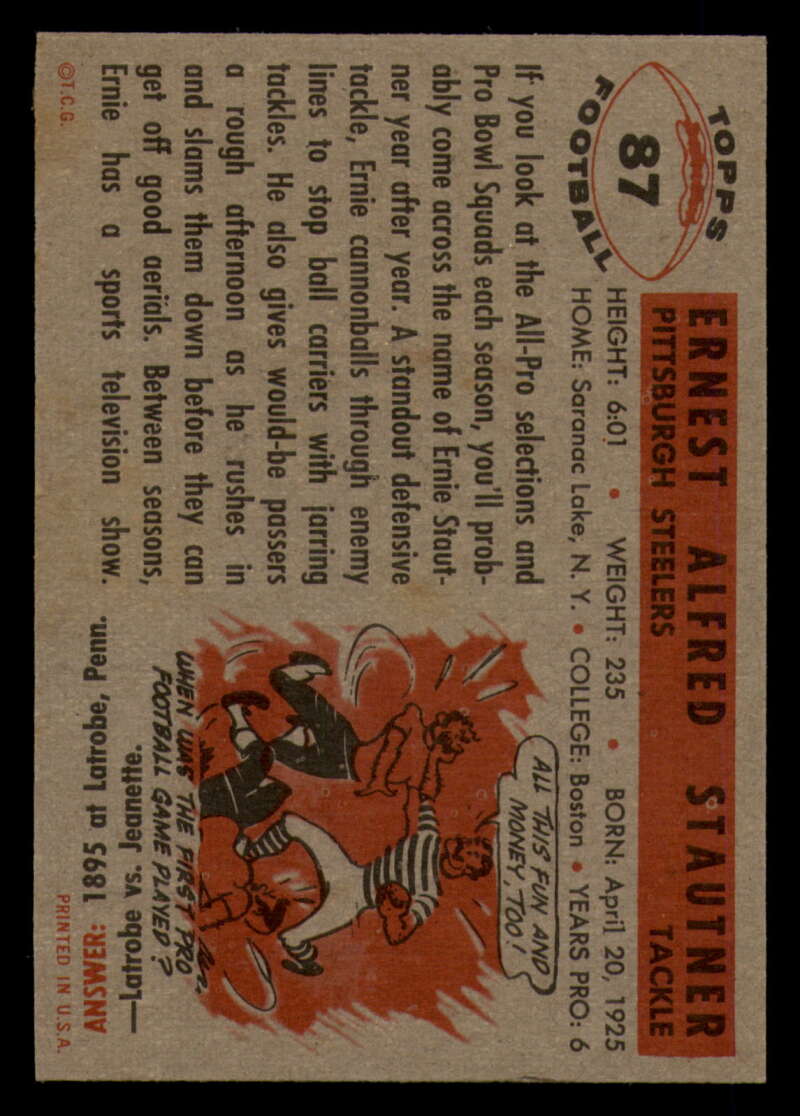 TOPPS
87
FOOTBALL
ERNEST ALFRED STAUTNER
PITTSBURGH STEELERS TACKLE
HEIGHT: 6:01 • WEIGHT: 235 • BORN: April 20, 1925
HOME: Saranac Lake, N. Y. • COLLEGE: Boston • YEARS PRO: 6
If you look at the All-Pro selections and
Pro Bowl Squads each season, you'll prob-
ably come across the name of Ernie Staut-
ner year after year. A standout defensive
tackle, Ernie cannonballs through enemy
lines to stop ball carriers with jarring
tackles. He also gives would-be passers
a rough afternoon as he rushes in
and slams them down before they can
get off good aerials. Between seasons,
Ernie has a sports television show.
ALL THIS FUN AND
MONEY, TOO!
WHEN WAS THE FIRST PRO
FOOTBALL GAME PLAYED?
ANSWER: 1895 at Latrobe, Penn.
—Latrobe vs. Jeanette.
©T.C.G.
PRINTED IN U.S.A.